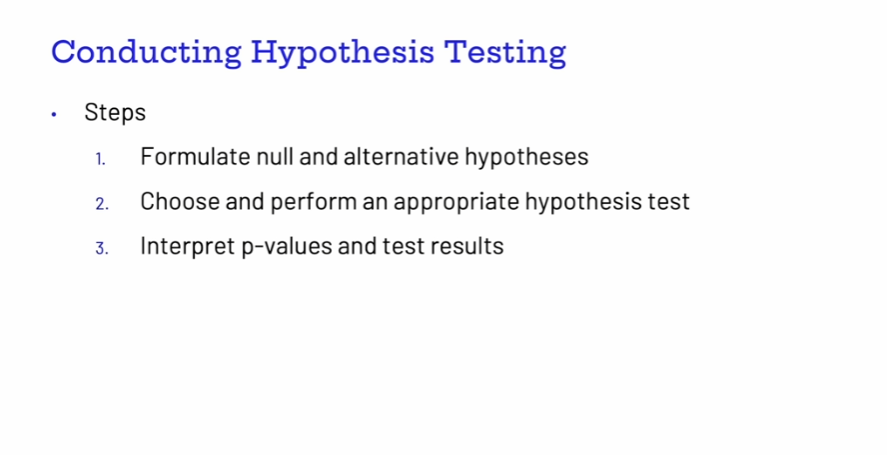 Conducting Hypothesis Testing
• Steps
1. Formulate null and alternative hypotheses
2. Choose and perform an appropriate hypothesis test
3. Interpret p-values and test results